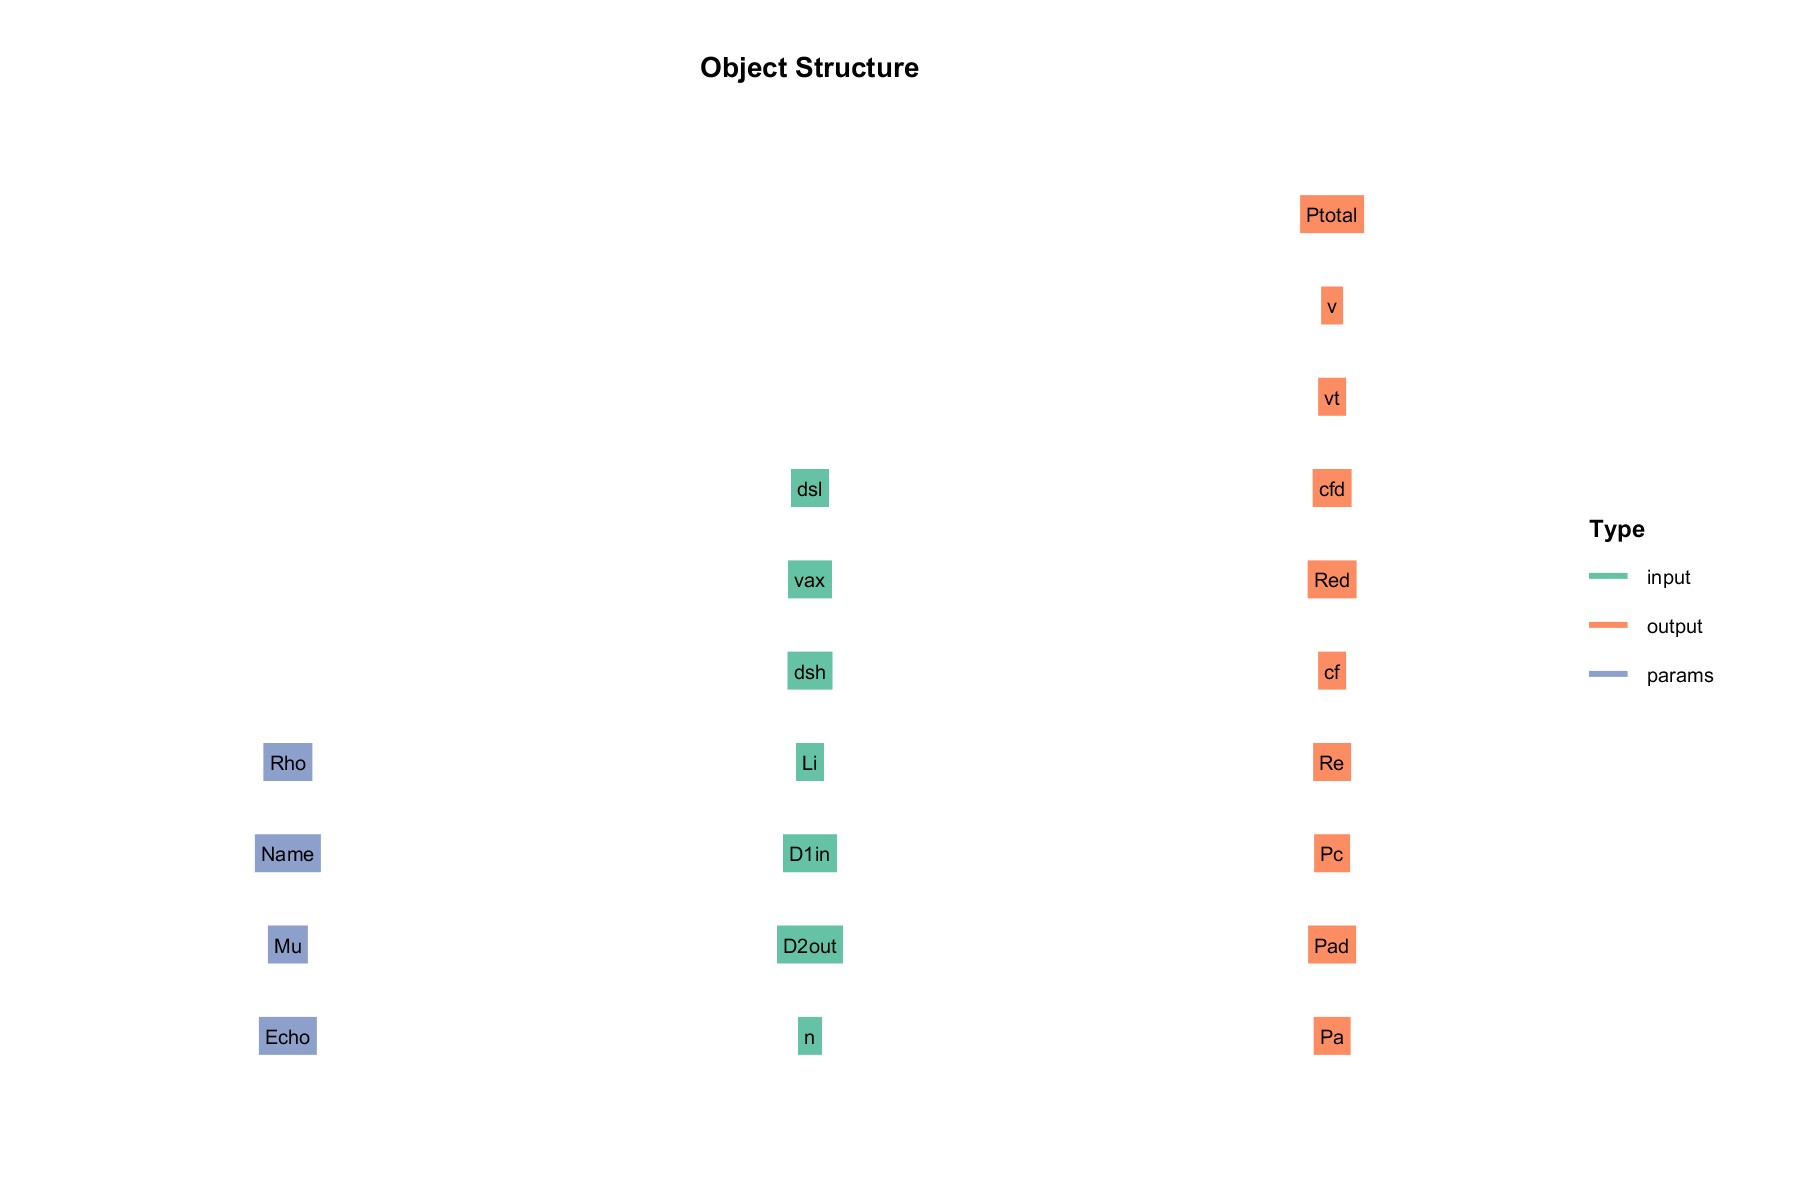 Object Structure
Ptotal
v
vt
dsl
cfd
vax
Red
dsh
cf
Rho
Li
Re
Name
D1in
Pc
Mu
D2out
Pad
Echo
n
Pa
Type
input
output
params